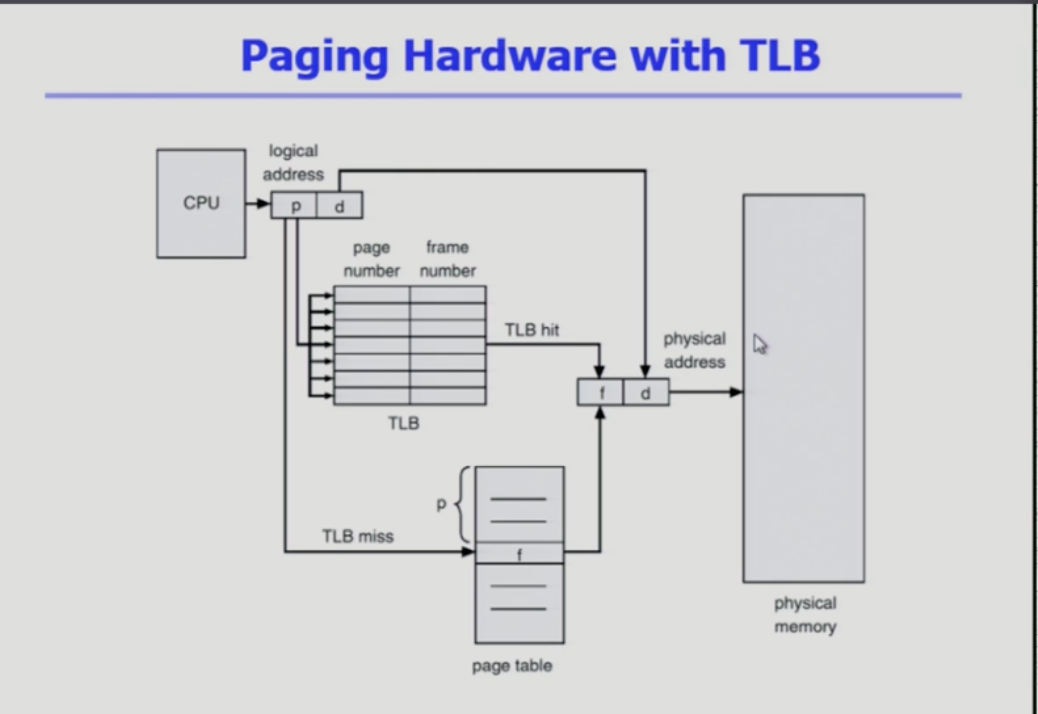 Paging Hardware with TLB
logical
address
CPU
p
d
page
number
frame
number
TLB hit
physical
address
f
d
TLB
p
TLB miss
f
physical
memory
page table